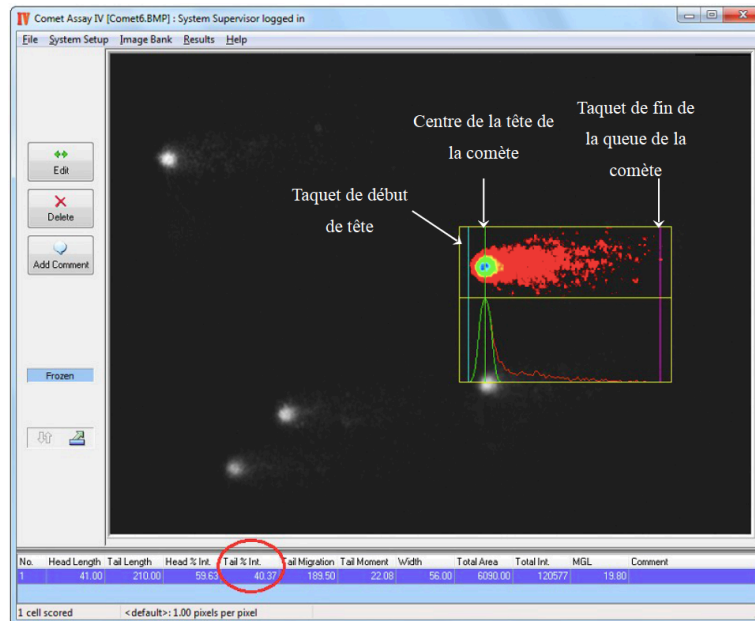 Comet Assay IV [Comet6.BMP] : System Supervisor logged in
File System Setup Image Bank Results Help
Edit
Delete
Add Comment
Frozen
Centre de la tête de
la comète
Taquet de fin de
la queue de la
comète
Taquet de début
de tête
No. Head Length Tail Length Head % Int. Tail % Int. Tail Migration Tail Moment Width Total Area Total Int. MGL Comment
1 41.00 210.00 59.63 40.37 189.50 22.08 56.00 6090.00 120577 19.80
1 cell scored <default>: 1.00 pixels per pixel